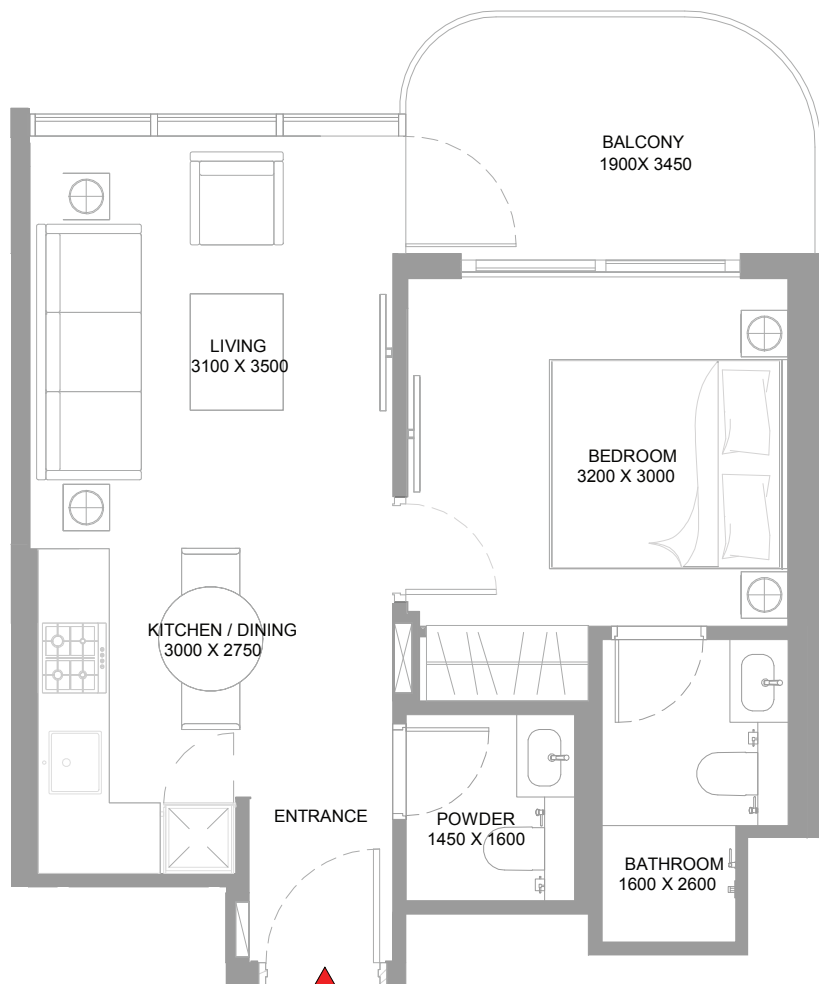 BALCONY
1900X 3450
LIVING
3100 X 3500
BEDROOM
3200 X 3000
KITCHEN / DINING
3000 X 2750
ENTRANCE
POWDER
1450 X 1600
BATHROOM
1600 X 2600